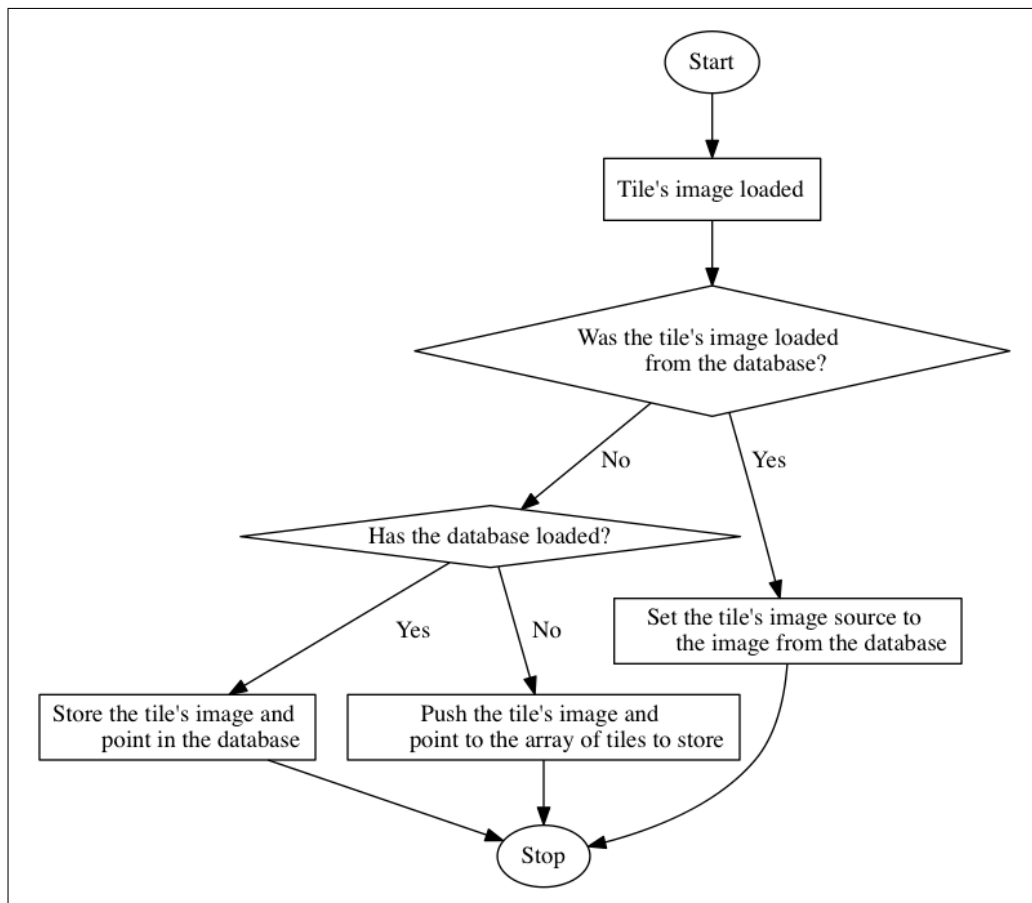 Start
Tile's image loaded
Was the tile's image loaded
from the database?
No
Yes
Has the database loaded?
Yes
No
Set the tile's image source to
the image from the database
Store the tile's image and
point in the database
Push the tile's image and
point to the array of tiles to store
Stop